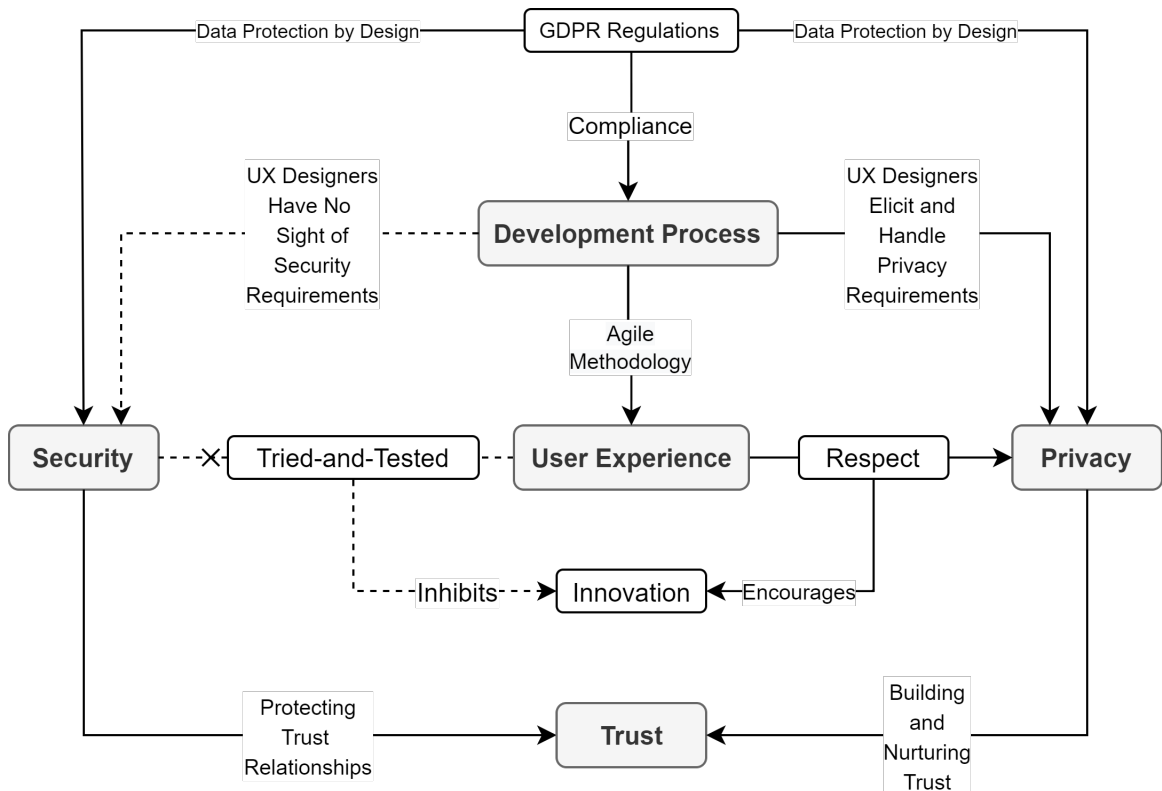 Data Protection by Design
GDPR Regulations
Data Protection by Design
Compliance
UX Designers
Have No
Sight of
Security
Requirements
Development Process
UX Designers
Elicit and
Handle
Privacy
Requirements
Agile
Methodology
Security
Tried-and-Tested
User Experience
Respect
Privacy
Inhibits
Innovation
Encourages
Protecting
Trust
Relationships
Trust
Building
and
Nurturing
Trust